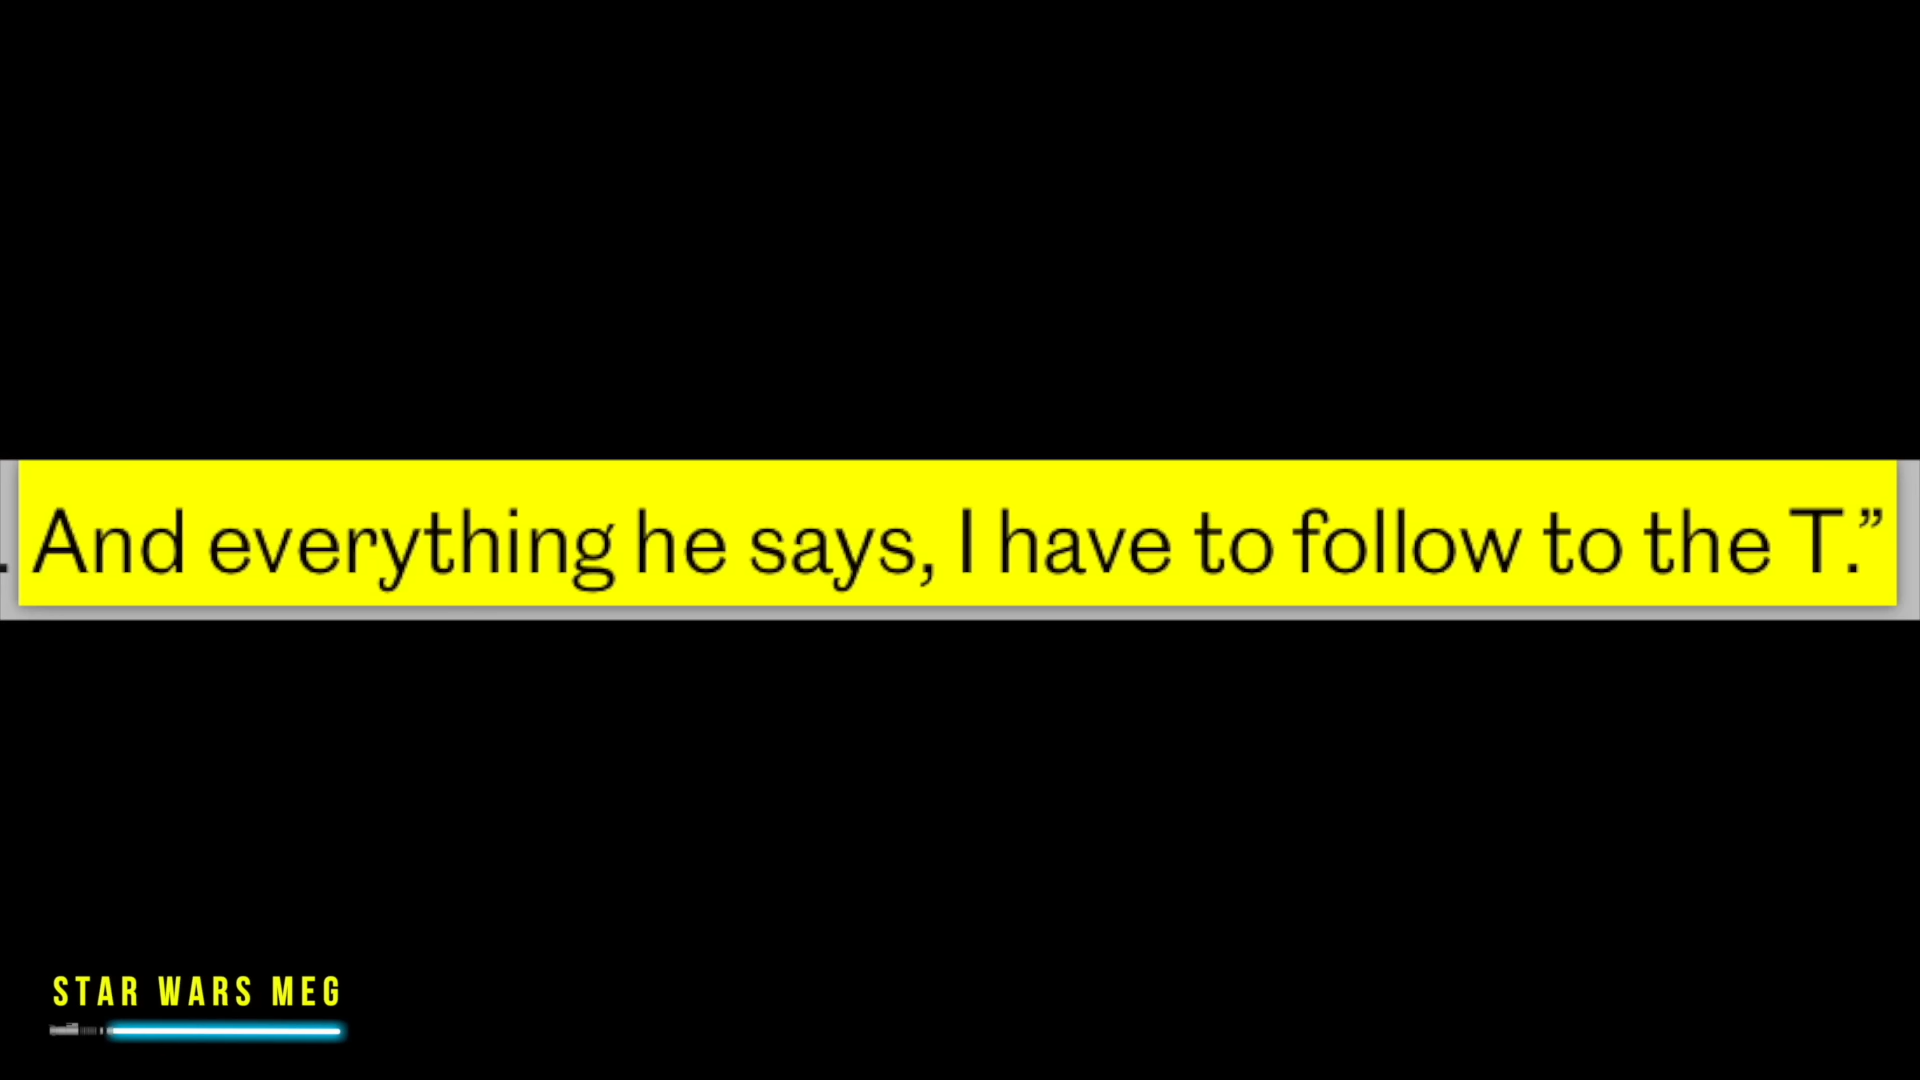 . And everything he says, I have to follow to the T.”
STAR WARS MEG